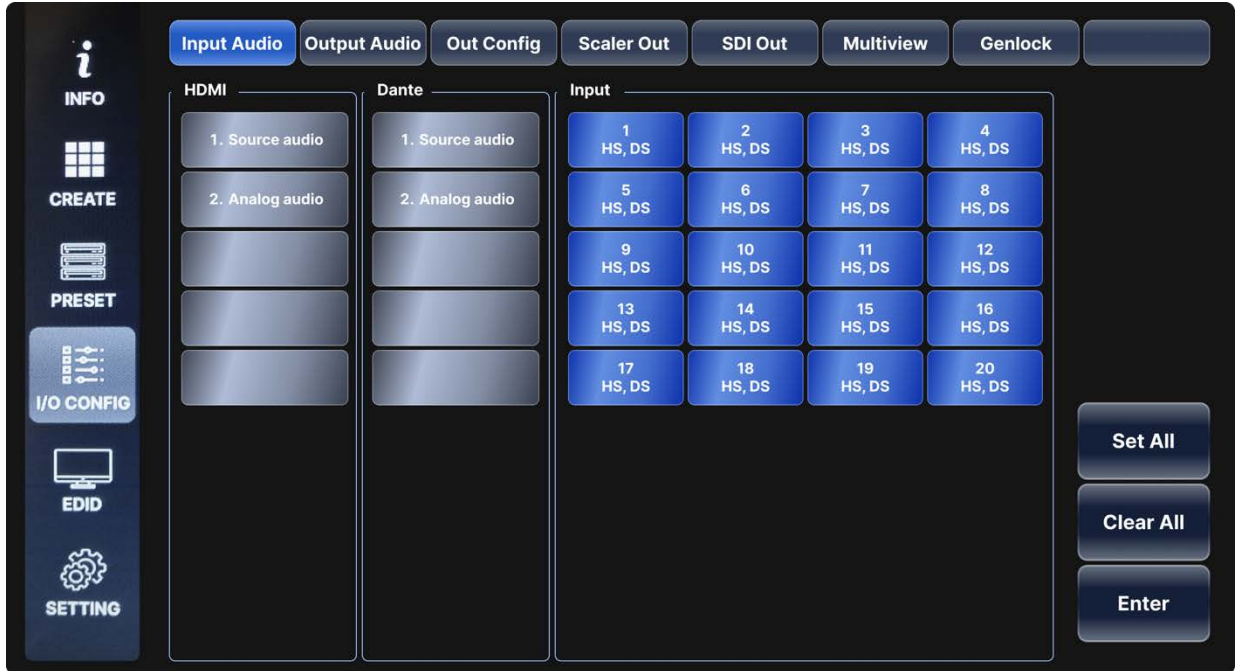 INFO
CREATE
PRESET
I/O CONFIG
EDID
SETTING
Input Audio
Output Audio
Out Config
Scaler Out
SDI Out
Multiview
Genlock
HDMI
1. Source audio
2. Analog audio
Dante
1. Source audio
2. Analog audio
Input
1
HS, DS
2
HS, DS
3
HS, DS
4
HS, DS
5
HS, DS
6
HS, DS
7
HS, DS
8
HS, DS
9
HS, DS
10
HS, DS
11
HS, DS
12
HS, DS
13
HS, DS
14
HS, DS
15
HS, DS
16
HS, DS
17
HS, DS
18
HS, DS
19
HS, DS
20
HS, DS
Set All
Clear All
Enter